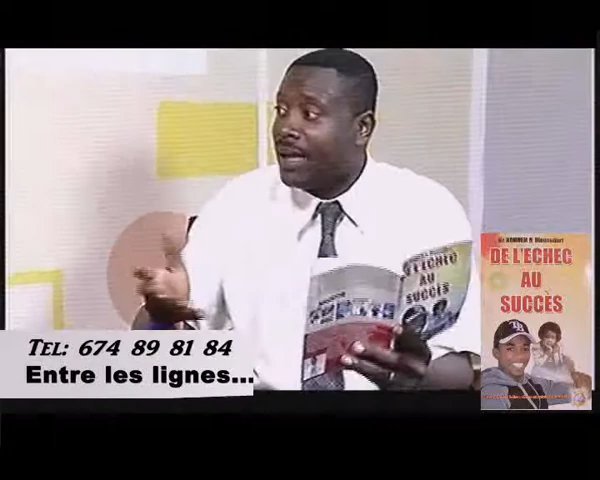 TEL: 674 89 81 84
Entre les lignes...
D L'ECHEC
AU
SUCCÈS
DE L'ECHEC
AU
SUCCÈS